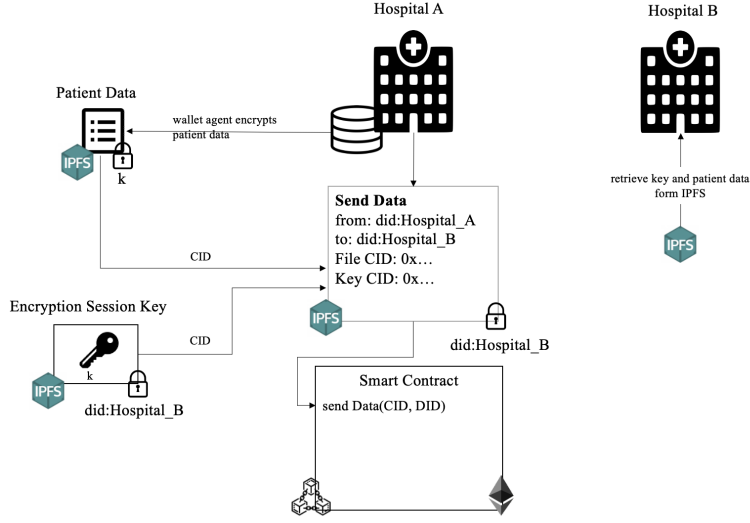 Hospital A
Hospital B
Patient Data
wallet agent encrypts
patient data
IPFS
k
Send Data
from: did:Hospital_A
to: did:Hospital_B
File CID: 0x…
Key CID: 0x…
retrieve key and patient data
form IPFS
IPFS
CID
Encryption Session Key
IPFS
did:Hospital_B
CID
k
IPFS
did:Hospital_B
Smart Contract
send Data(CID, DID)